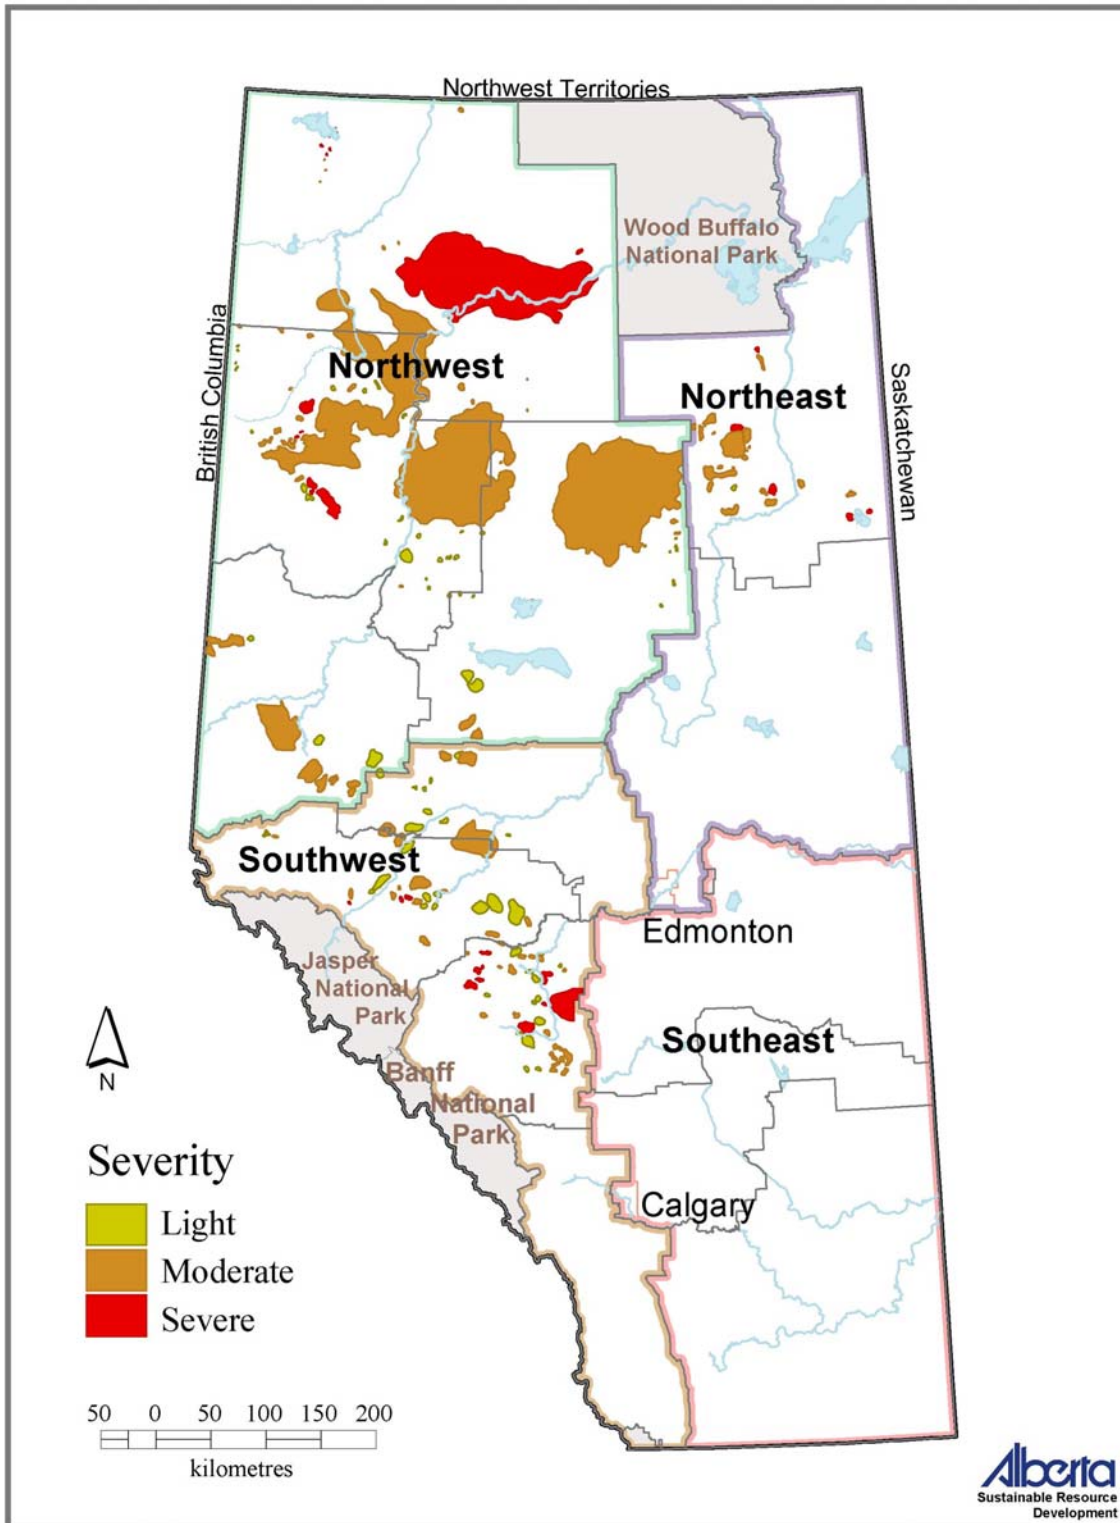 Northwest Territories
Wood Buffalo
National Park
British Columbia
Northwest
Northeast
Saskatchewan
Southwest
Edmonton
Jasper
National
Park
Southeast
Banff
National
Park
N
Calgary
Severity
Light
Moderate
Severe
50 0 50 100 150 200
kilometres
Alberta
Sustainable Resource
Development